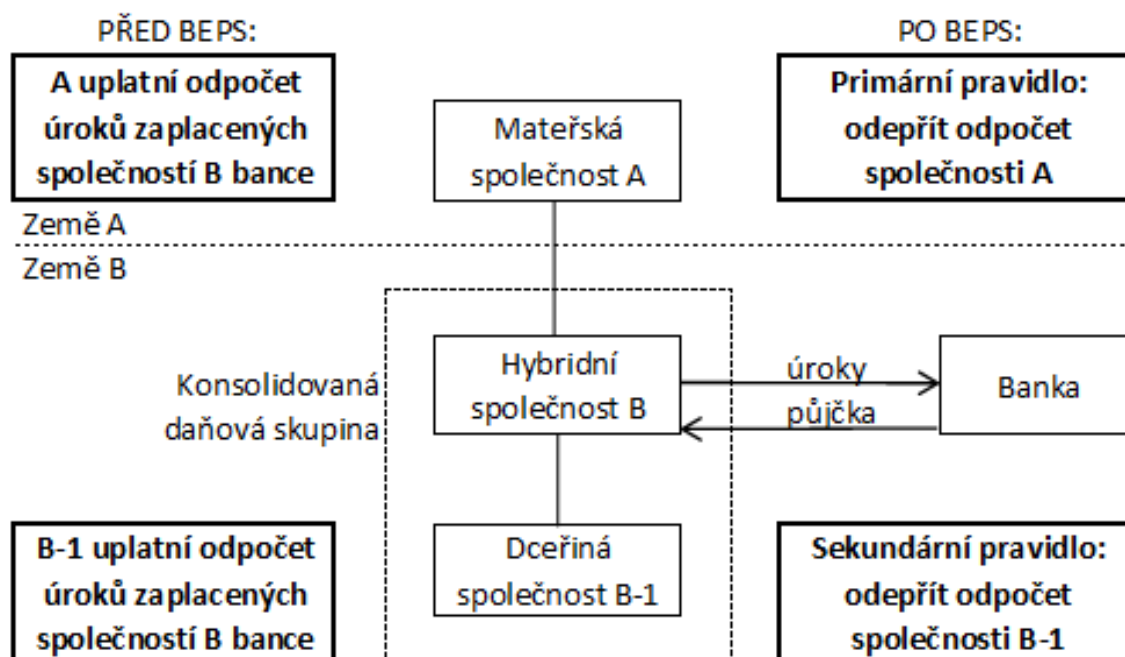 PŘED BEPS:
PO BEPS:
A uplatní odpočet
úroků zaplacených
společností B bance
Mateřská
společnost A
Primární pravidlo:
odepřít odpočet
společnosti A
Země A
Země B
Konsolidovaná
daňová skupina
Hybridní
společnost B
úroky
půjčka
Banka
B-1 uplatní odpočet
úroků zaplacených
společností B bance
Dceřiná
společnost B-1
Sekundární pravidlo:
odepřít odpočet
společnosti B-1